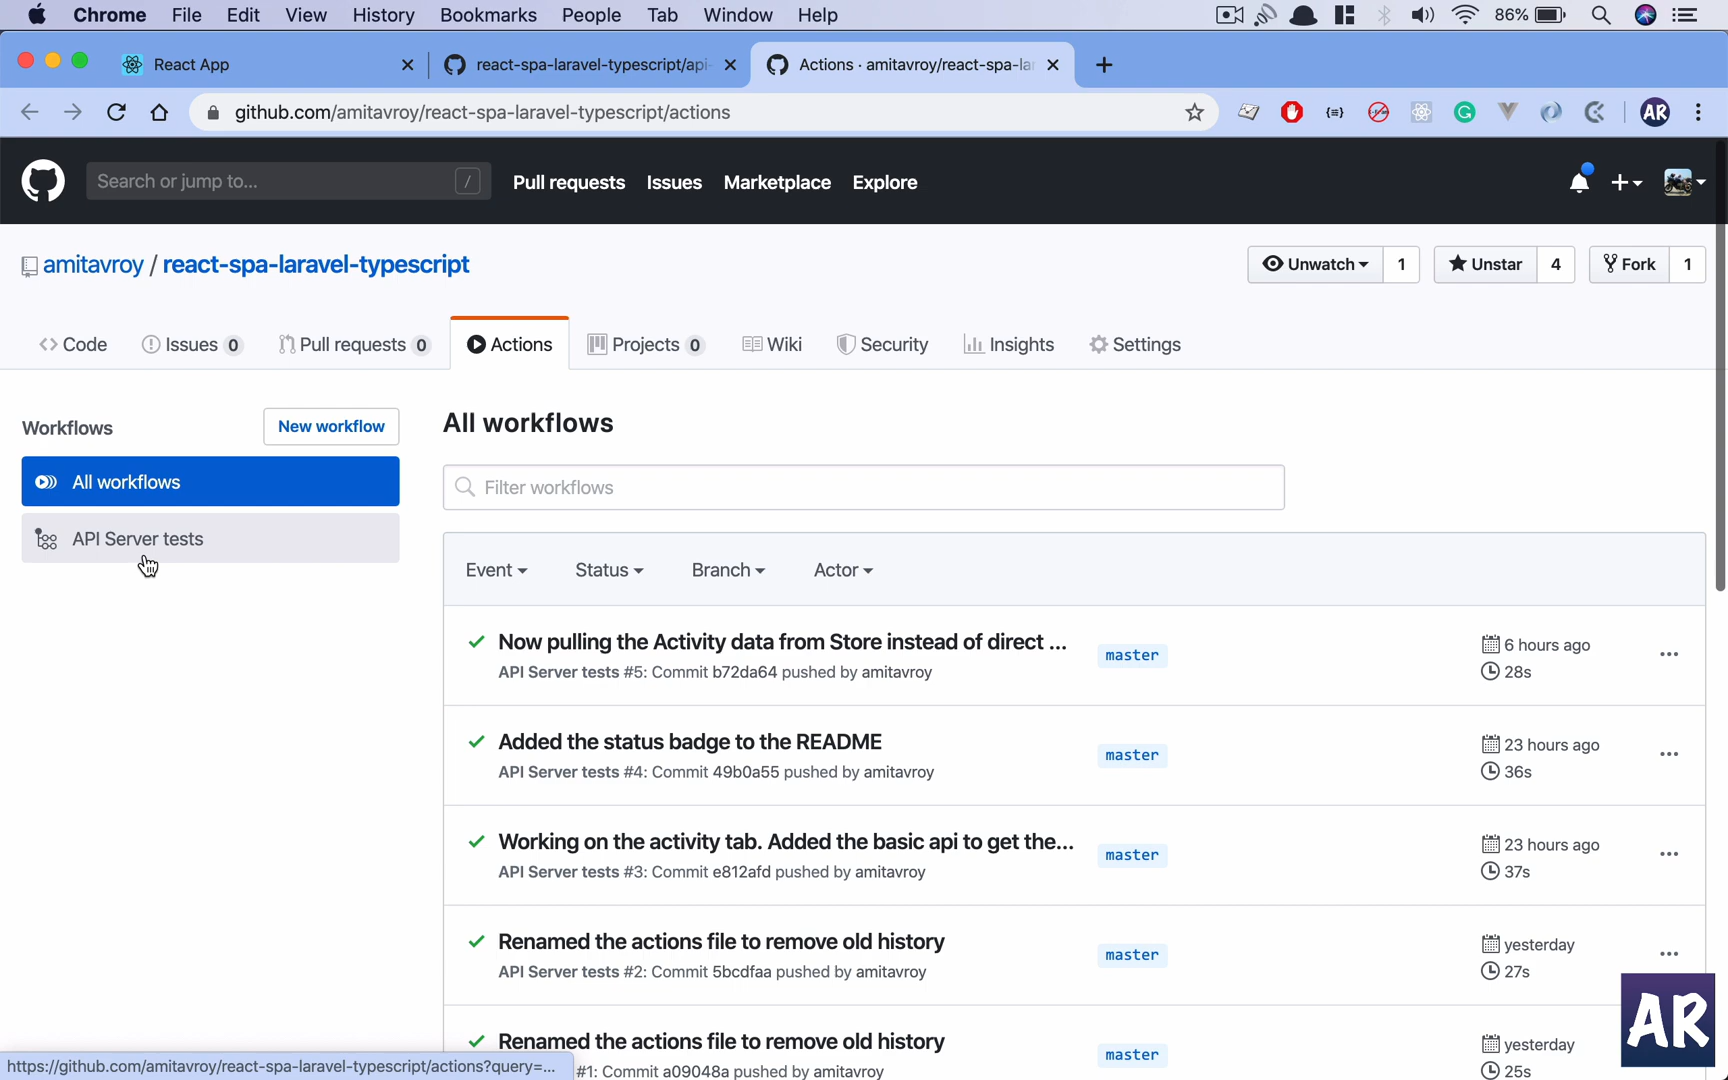 Chrome File Edit View History Bookmarks People Tab Window Help 86%
React App react-spa-laravel-typescript/api- Actions · amitavroy/react-spa-la
github.com/amitavroy/react-spa-laravel-typescript/actions AR
Search or jump to... / Pull requests Issues Marketplace Explore
amitavroy / react-spa-laravel-typescript Unwatch 1 Unstar 4 Fork 1
Code Issues 0 Pull requests 0 Actions Projects 0 Wiki Security Insights Settings
Workflows New workflow
All workflows
API Server tests
All workflows
Filter workflows
Event Status Branch Actor
Now pulling the Activity data from Store instead of direct ... master 6 hours ago
API Server tests #5: Commit b72da64 pushed by amitavroy 28s
Added the status badge to the README master 23 hours ago
API Server tests #4: Commit 49b0a55 pushed by amitavroy 36s
Working on the activity tab. Added the basic api to get the... master 23 hours ago
API Server tests #3: Commit e812afd pushed by amitavroy 37s
Renamed the actions file to remove old history master yesterday
API Server tests #2: Commit 5bcdfaa pushed by amitavroy 27s
Renamed the actions file to remove old history master yesterday
#1: Commit a09048a pushed by amitavroy 25s
https://github.com/amitavroy/react-spa-laravel-typescript/actions?query=...
AR